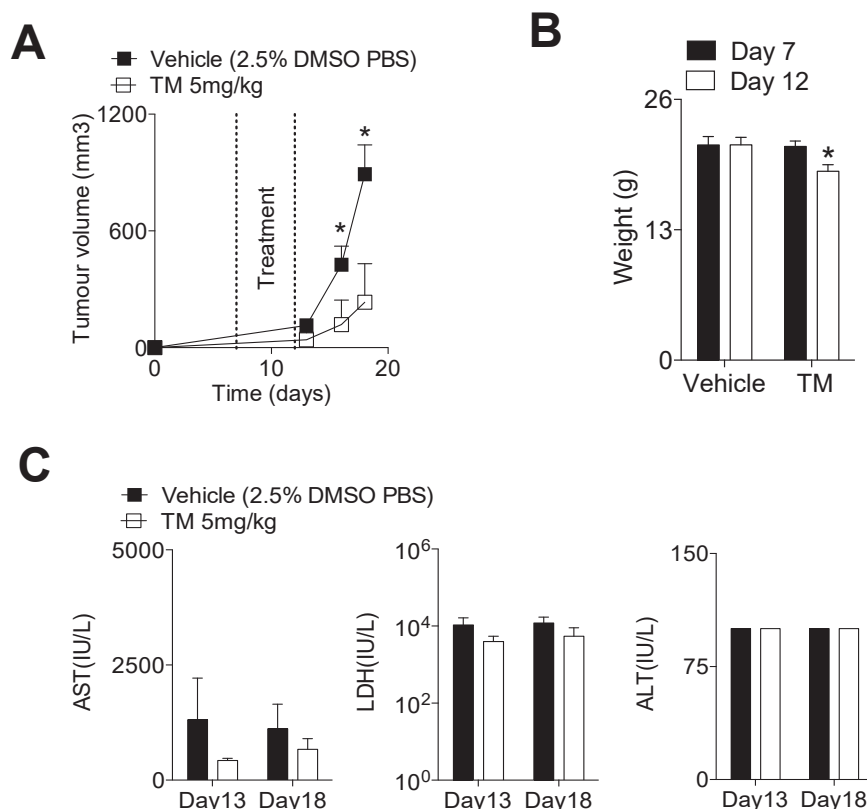 A
Vehicle (2.5% DMSO PBS)
TM 5mg/kg
Tumour volume (mm3)
1200
600
0
Treatment
*
*
0
10
20
Time (days)
B
Day 7
Day 12
Weight (g)
26
13
0
*
Vehicle
TM
C
Vehicle (2.5% DMSO PBS)
TM 5mg/kg
AST(IU/L)
5000
2500
0
Day13
Day18
LDH(IU/L)
10⁶
10⁴
10²
10⁰
Day13
Day18
ALT(IU/L)
150
75
0
Day13
Day18